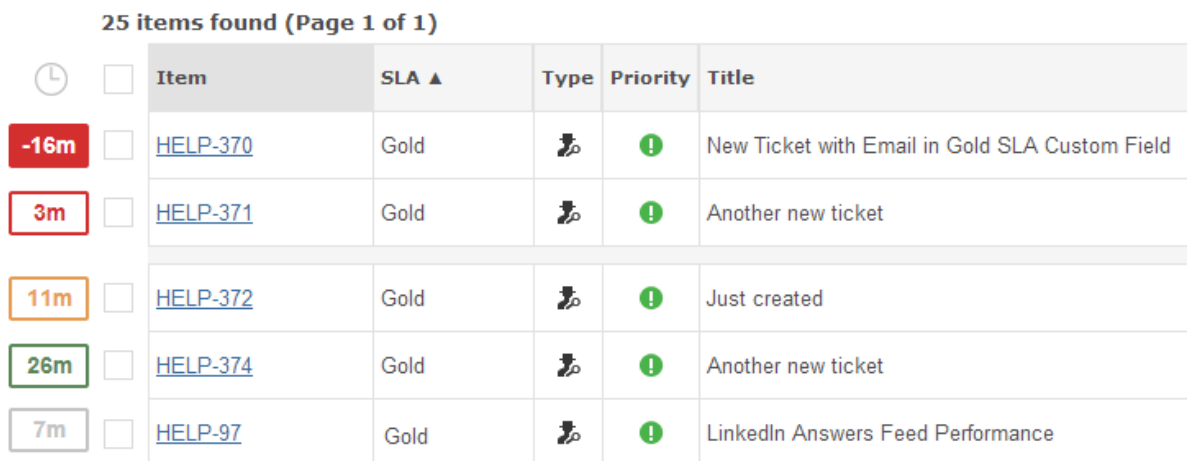 25 items found (Page 1 of 1)
Item SLA ▲ Type Priority Title
-16m HELP-370 Gold New Ticket with Email in Gold SLA Custom Field
3m HELP-371 Gold Another new ticket
11m HELP-372 Gold Just created
26m HELP-374 Gold Another new ticket
7m HELP-97 Gold LinkedIn Answers Feed Performance